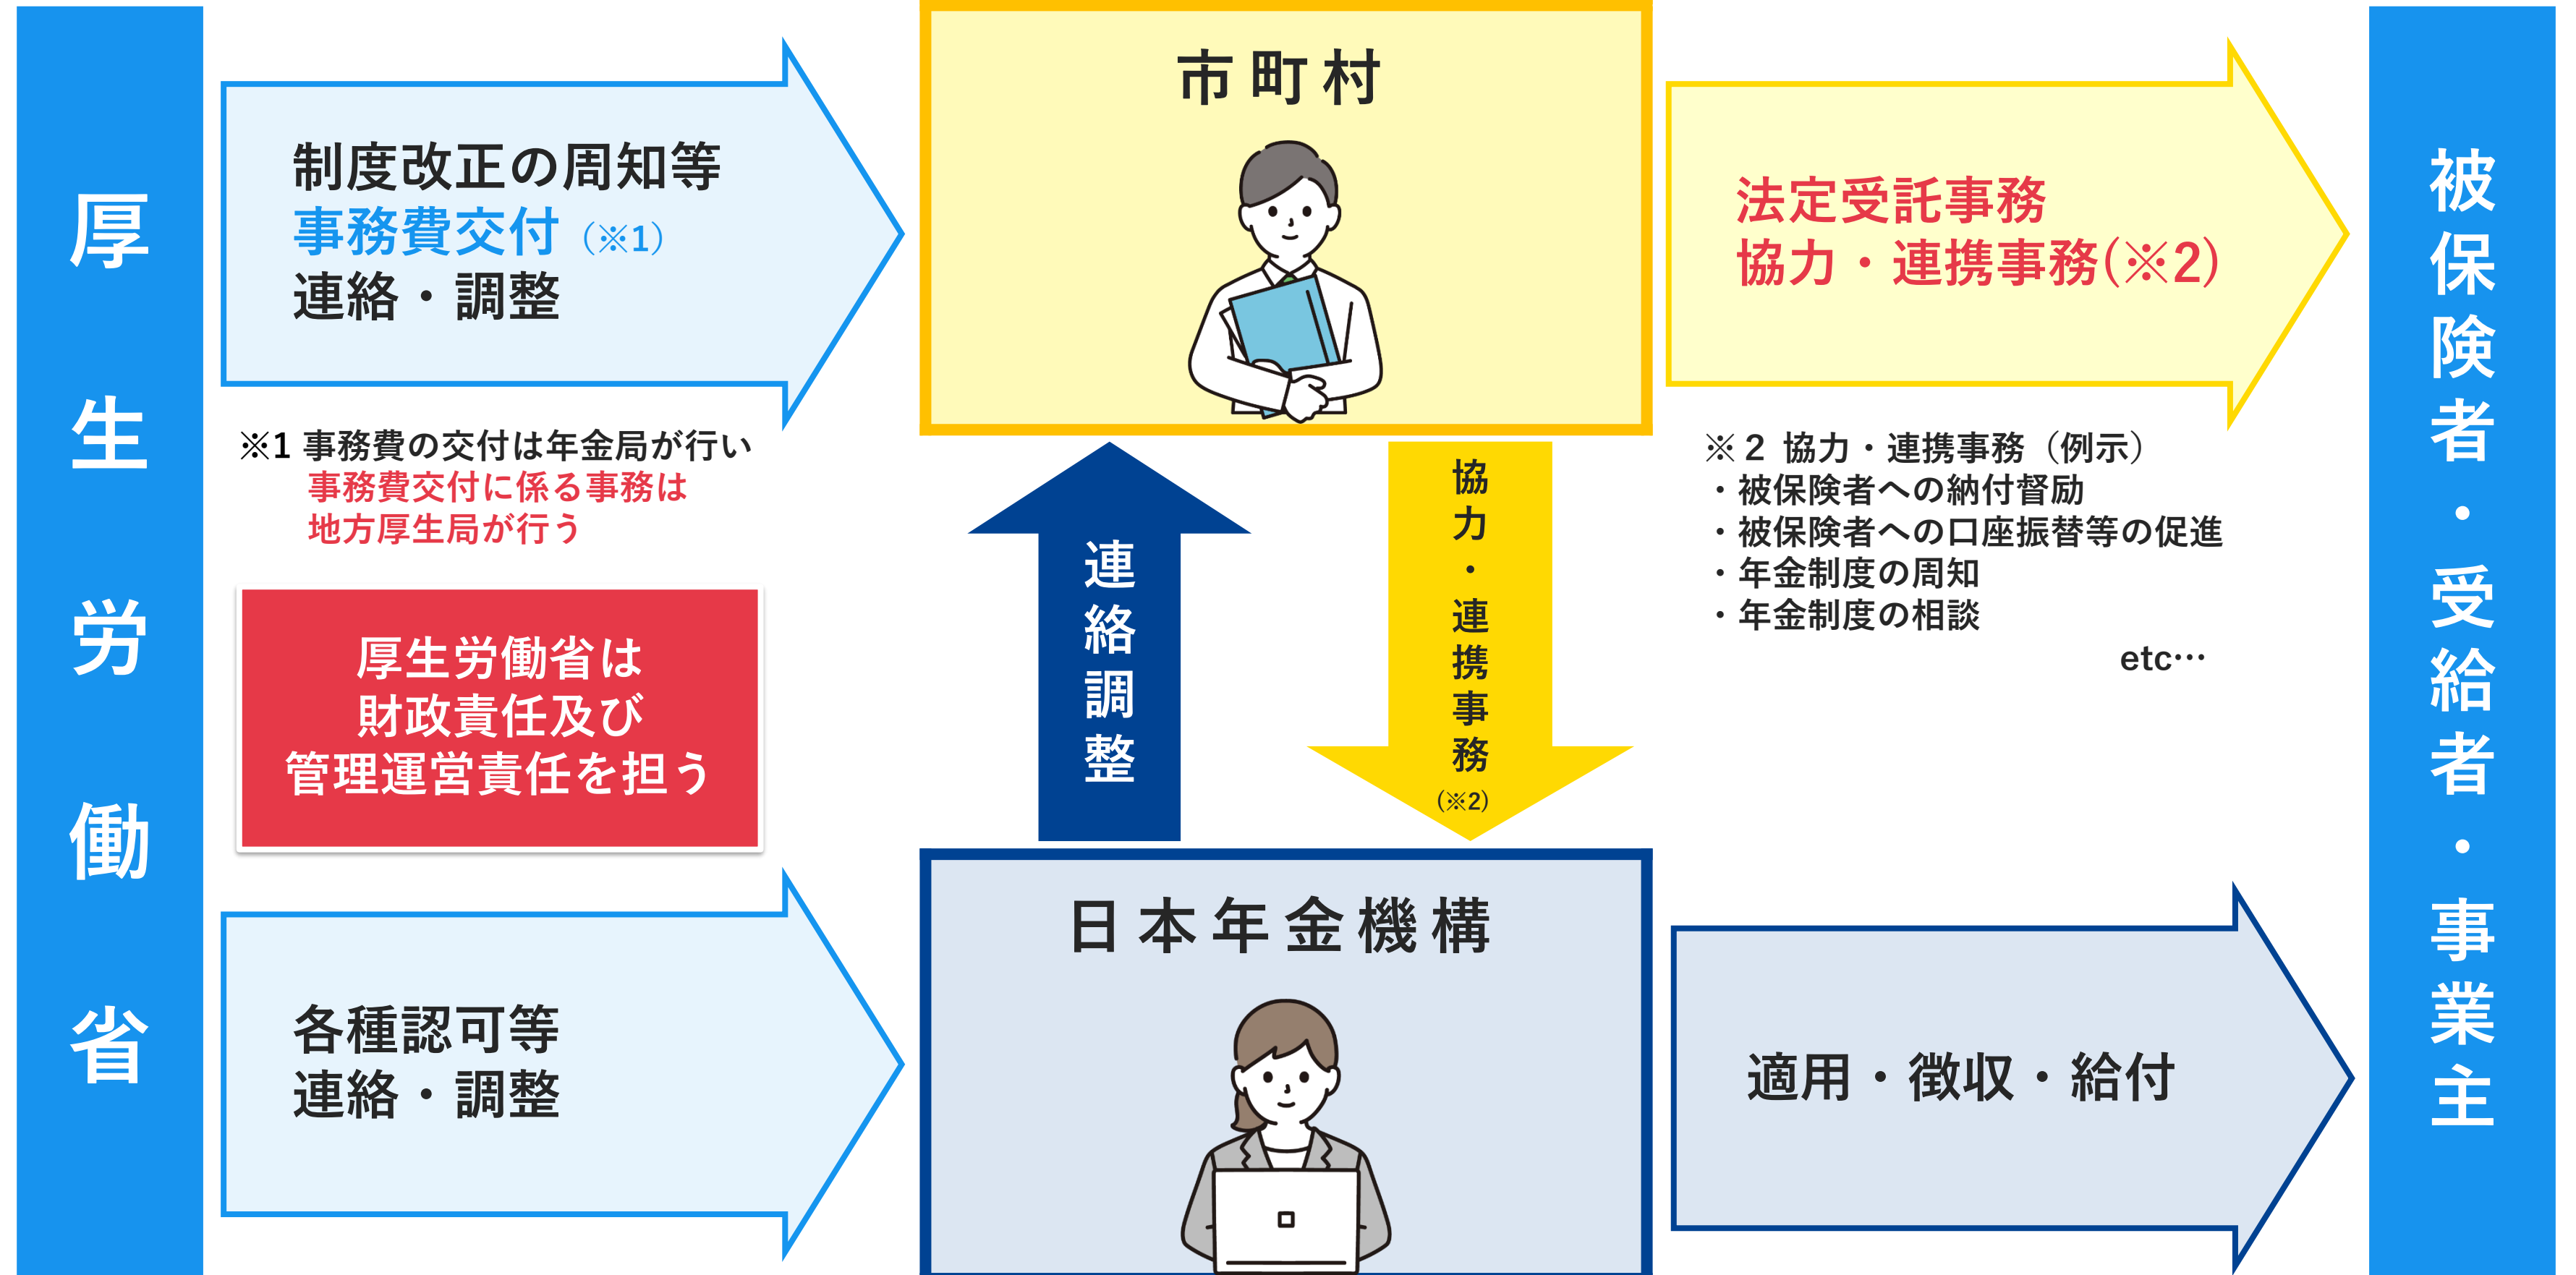 厚生労働省
制度改正の周知等
事務費交付（※1）
連絡・調整
※1 事務費の交付は年金局が行い
事務費交付に係る事務は
地方厚生局が行う
厚生労働省は
財政責任及び
管理運営責任を担う
各種認可等
連絡・調整
市町村
連絡調整
協力・連携事務
（※2）
日本年金機構
法定受託事務
協力・連携事務(※2)
※２ 協力・連携事務（例示）
・被保険者への納付督励
・被保険者への口座振替等の促進
・年金制度の周知
・年金制度の相談
etc…
適用・徴収・給付
被保険者・受給者・事業主